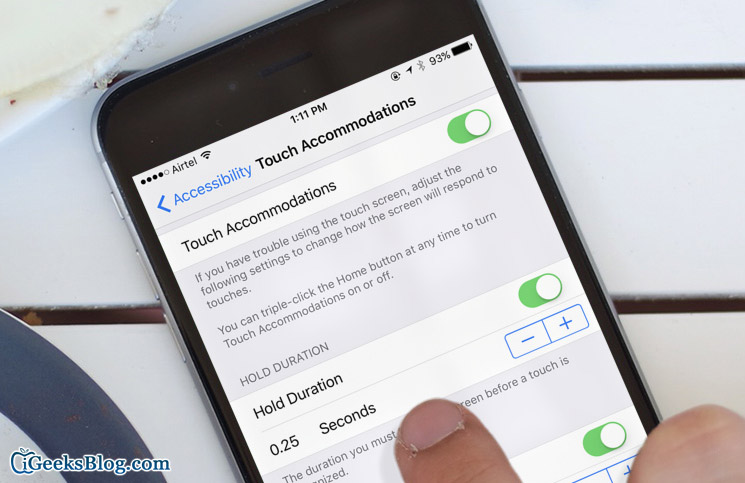 ●●●●○ Airtel 1:11 PM 93%
Accessibility Touch Accommodations
Touch Accommodations
If you have trouble using the touch screen, adjust the
following settings to change how the screen will respond to
touches.
You can triple-click the Home button at any time to turn
Touch Accommodations on or off.
HOLD DURATION
Hold Duration
0.25 Seconds − +
The duration you must screen before a touch is
iGeeksBlog.com